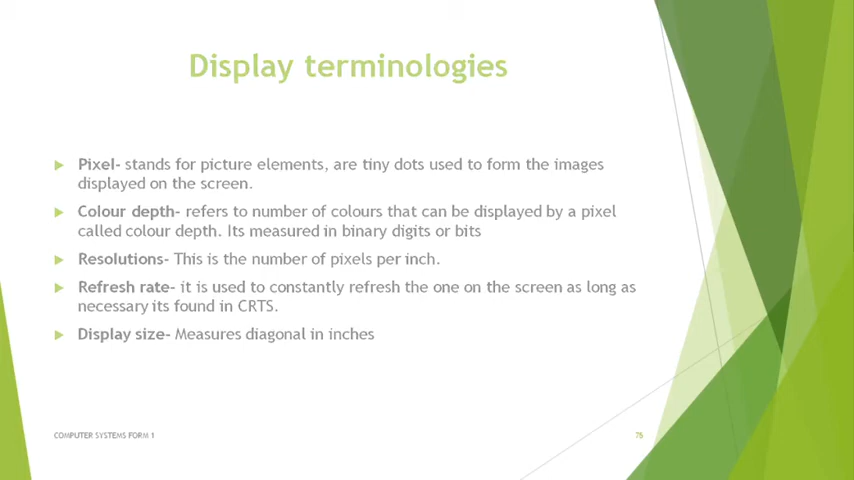 Display terminologies
Pixel- stands for picture elements, are tiny dots used to form the images
displayed on the screen.
Colour depth- refers to number of colours that can be displayed by a pixel
called colour depth. Its measured in binary digits or bits
Resolutions- This is the number of pixels per inch.
Refresh rate- it is used to constantly refresh the one on the screen as long as
necessary its found in CRTS.
Display size- Measures diagonal in inches
COMPUTER SYSTEMS FORM 1